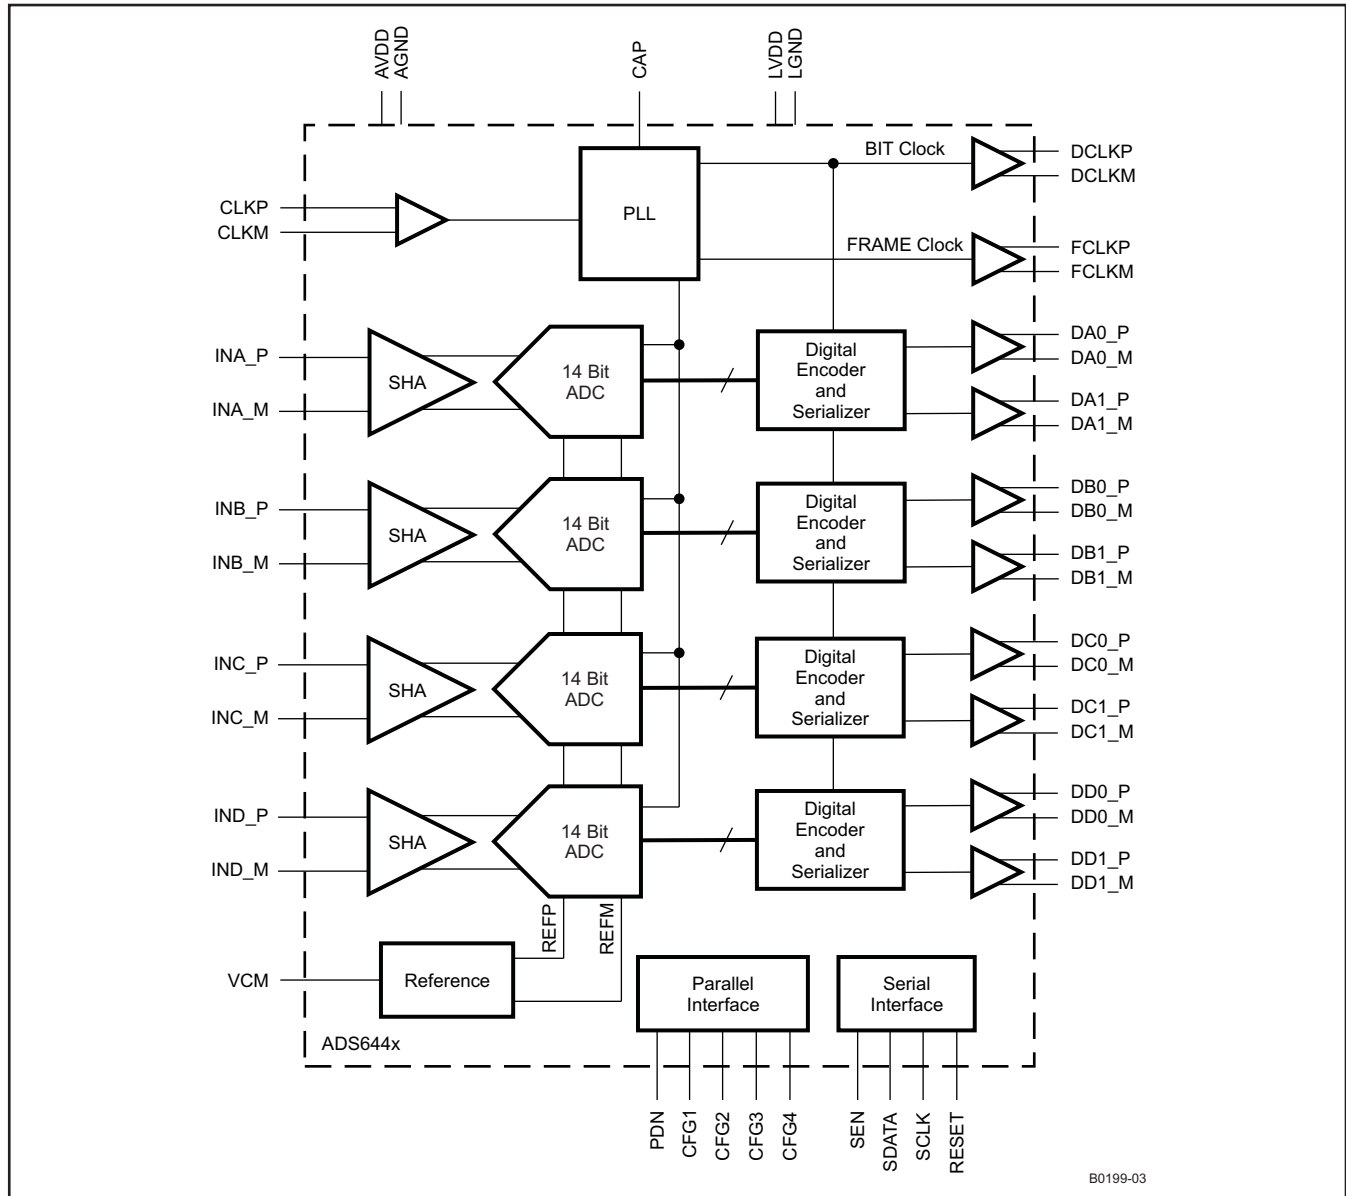 AVDD
AGND
CAP
LVDD
LGND
BIT Clock
DCLKP
DCLKM
CLKP
CLKM
PLL
FRAME Clock
FCLKP
FCLKM
INA_P
INA_M
SHA
14 Bit
ADC
Digital
Encoder
and
Serializer
DA0_P
DA0_M
DA1_P
DA1_M
INB_P
INB_M
SHA
14 Bit
ADC
Digital
Encoder
and
Serializer
DB0_P
DB0_M
DB1_P
DB1_M
INC_P
INC_M
SHA
14 Bit
ADC
Digital
Encoder
and
Serializer
DC0_P
DC0_M
DC1_P
DC1_M
IND_P
IND_M
SHA
14 Bit
ADC
Digital
Encoder
and
Serializer
DD0_P
DD0_M
DD1_P
DD1_M
REFP
REFM
VCM
Reference
Parallel
Interface
Serial
Interface
ADS644x
PDN
CFG1
CFG2
CFG3
CFG4
SEN
SDATA
SCLK
RESET
B0199-03